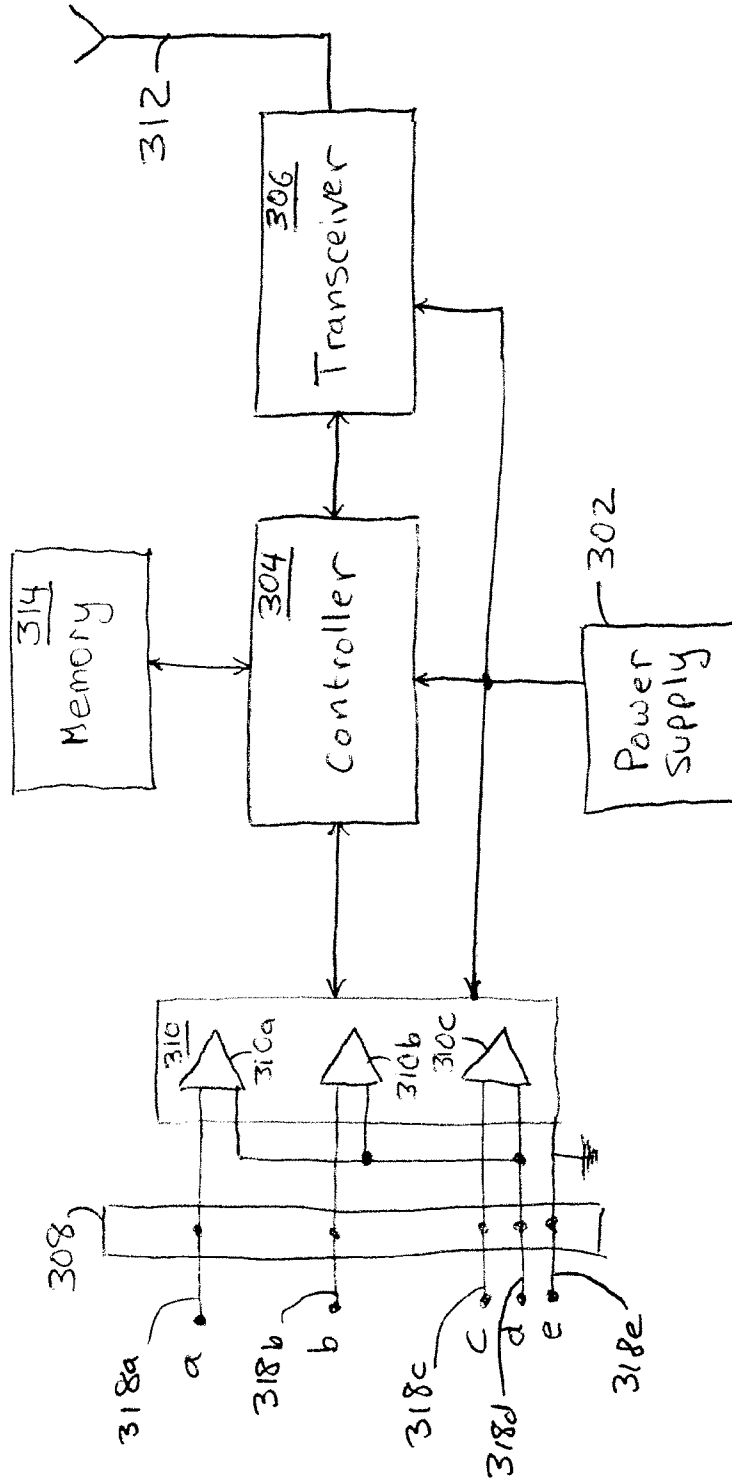 312
306
Transceiver
314
Memory
304
Controller
302
Power
Supply
310
310a
310b
310c
308
318a
a
318b
b
318c
c
318d
d
e
318e